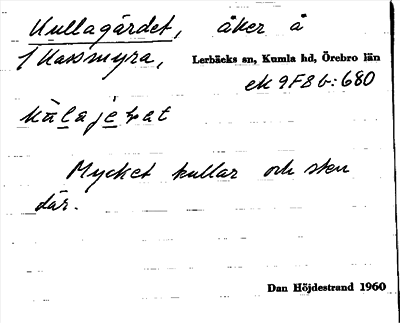 Kullagärdet, åker å
1 Kassmyra, Lerbäcks sn, Kumla hd, Örebro län
ek 9F8b:680
Mycket kullar och sten
där.
Dan Höjdestrand 1960